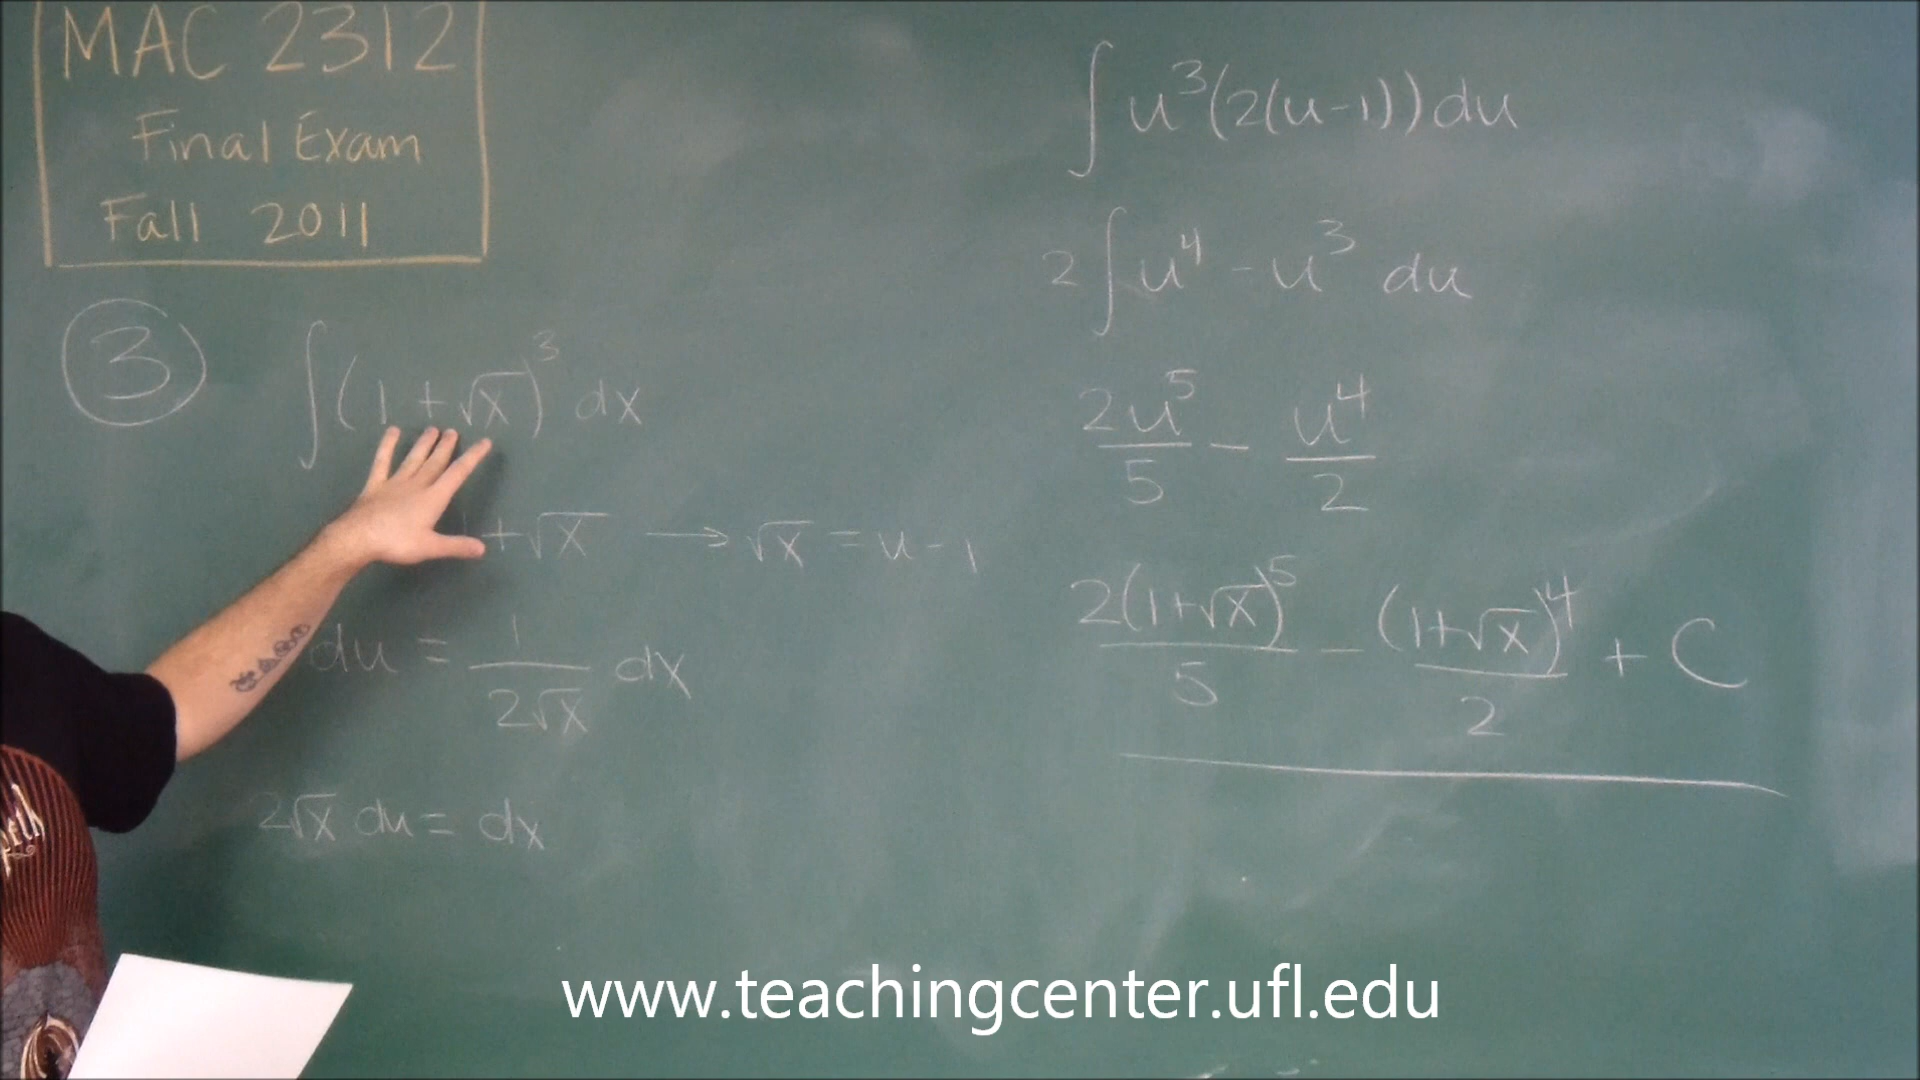 MAC 2312
Final Exam
Fall 2011
③ ∫(1+√x)³ dx
+√x → √x = u-1
du = 1/(2√x) dx
2√x du = dx
∫u³(2(u-1))du
2∫u⁴ - u³ du
2u⁵/5 - u⁴/2
2(1+√x)⁵/5 - (1+√x)⁴/2 + C
www.teachingcenter.ufl.edu